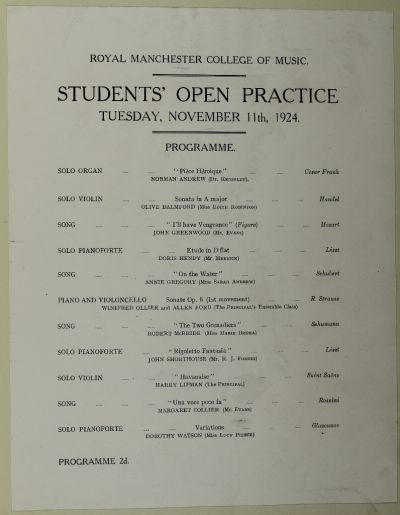 ROYAL MANCHESTER COLLEGE OF MUSIC.
STUDENTS' OPEN PRACTICE
TUESDAY, NOVEMBER 11th, 1924.
PROGRAMME.
SOLO ORGAN ... ... "Pièce Héroïque" ... ... Cesar Frank
NORMAN ANDREW (Dr. Keighley).
SOLO VIOLIN ... ... Sonata in A major ... ... Handel
OLIVE BALMFORD (Miss Edith Robinson)
SONG ... ... "I'll have Vengeance" (Figaro) ... ... Mozart
JOHN GREENWOOD (Mr. Evans)
SOLO PIANOFORTE ... Etude in D flat ... ... Liszt
DORIS HENDY (Mr. Merrick)
SONG ... ... "On the Water" ... ... ... Schubert
ANNIE GREGORY (Miss Sarah Andrew)
PIANO AND VIOLONCELLO Sonate Op. 6 (1st movement) ... ... R. Strauss
WINIFRED OLLIER and ALLEN FORD (The Principal's Ensemble Class)
SONG ... ... "The Two Grenadiers" ... ... Schumann
ROBERT McBRIDE (Miss Marie Brema)
SOLO PIANOFORTE ... "Rigoletto Fantasia" ... ... Liszt
JOHN SHORTHOUSE (Mr. R. J. Forbes)
SOLO VIOLIN ... ... "Havanaise" ... ... Saint Saëns
HARRY LIPMAN (The Principal)
SONG ... ... "Una voce poco fa" ... ... Rossini
MARGARET COLLIER (Mr. Evans)
SOLO PIANOFORTE ... ... Variations ... ... ... Glazounov
DOROTHY WATSON (Miss Lucy Pierce)
PROGRAMME 2d.